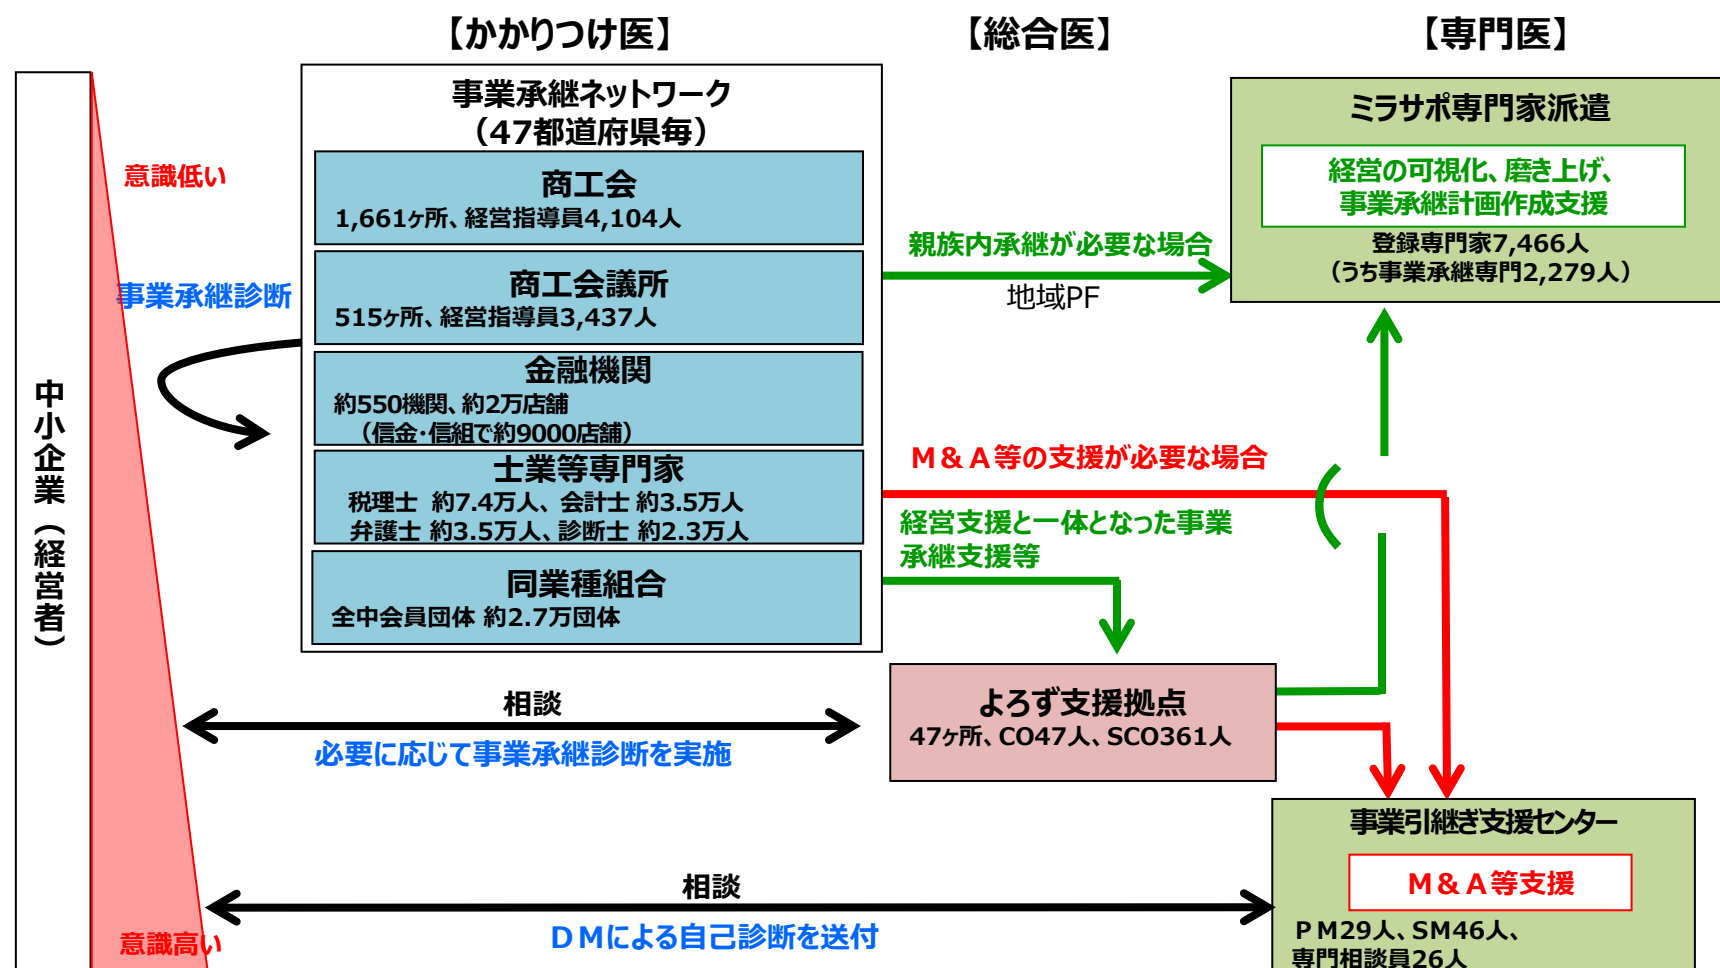 【かかりつけ医】
【総合医】
【専門医】
中小企業（経営者）
意識低い
事業承継診断
意識高い
事業承継ネットワーク
（47都道府県毎）
商工会
1,661ヶ所、経営指導員4,104人
商工会議所
515ヶ所、経営指導員3,437人
金融機関
約550機関、約2万店舗
（信金・信組で約9000店舗）
士業等専門家
税理士 約7.4万人、会計士 約3.5万人
弁護士 約3.5万人、診断士 約2.3万人
同業種組合
全中会員団体 約2.7万団体
親族内承継が必要な場合
地域PF
M＆A等の支援が必要な場合
経営支援と一体となった事業
承継支援等
ミラサポ専門家派遣
経営の可視化、磨き上げ、
事業承継計画作成支援
登録専門家7,466人
（うち事業承継専門2,279人）
相談
必要に応じて事業承継診断を実施
よろず支援拠点
47ヶ所、CO47人、SCO361人
相談
DMによる自己診断を送付
事業引継ぎ支援センター
M＆A等支援
PM29人、SM46人、
専門相談員26人